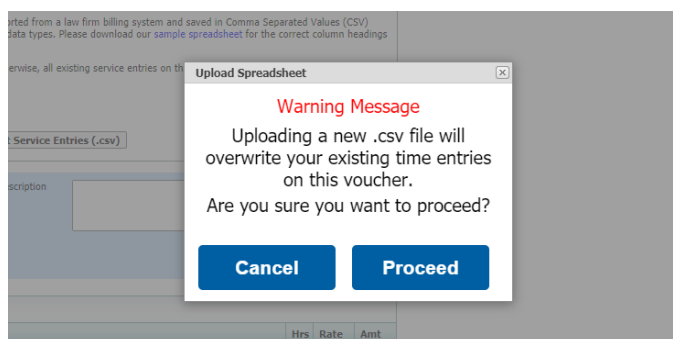 orted from a law firm billing system and saved in Comma Separated Values (CSV)
data types. Please download our sample spreadsheet for the correct column headings
erwise, all existing service entries on th
Upload Spreadsheet
Warning Message
Uploading a new .csv file will
overwrite your existing time entries
on this voucher.
Are you sure you want to proceed?
Cancel Proceed
t Service Entries (.csv)
scription
Hrs Rate Amt